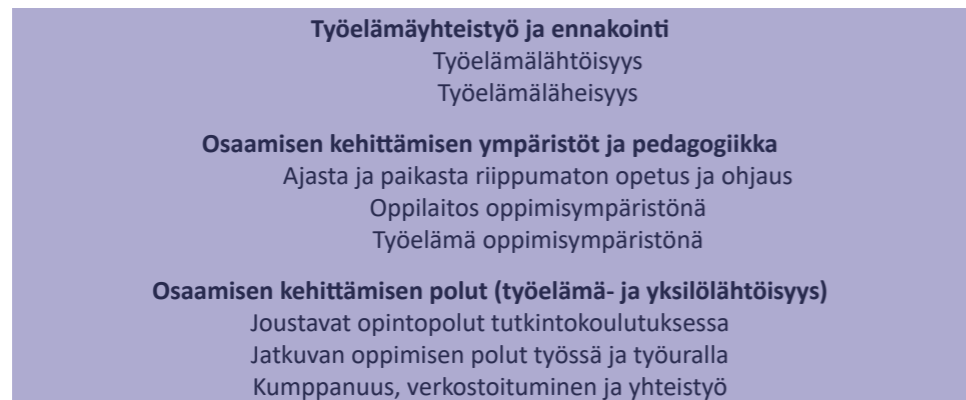 Työelämäyhteistyö ja ennakointi
Työelämälähtöisyys
Työelämäläheisyys
Osaamisen kehittämisen ympäristöt ja pedagogiikka
Ajasta ja paikasta riippumaton opetus ja ohjaus
Oppilaitos oppimisympäristönä
Työelämä oppimisympäristönä
Osaamisen kehittämisen polut (työelämä- ja yksilölähtöisyys)
Joustavat opintopolut tutkintokoulutuksessa
Jatkuvan oppimisen polut työssä ja työuralla
Kumppanuus, verkostoituminen ja yhteistyö